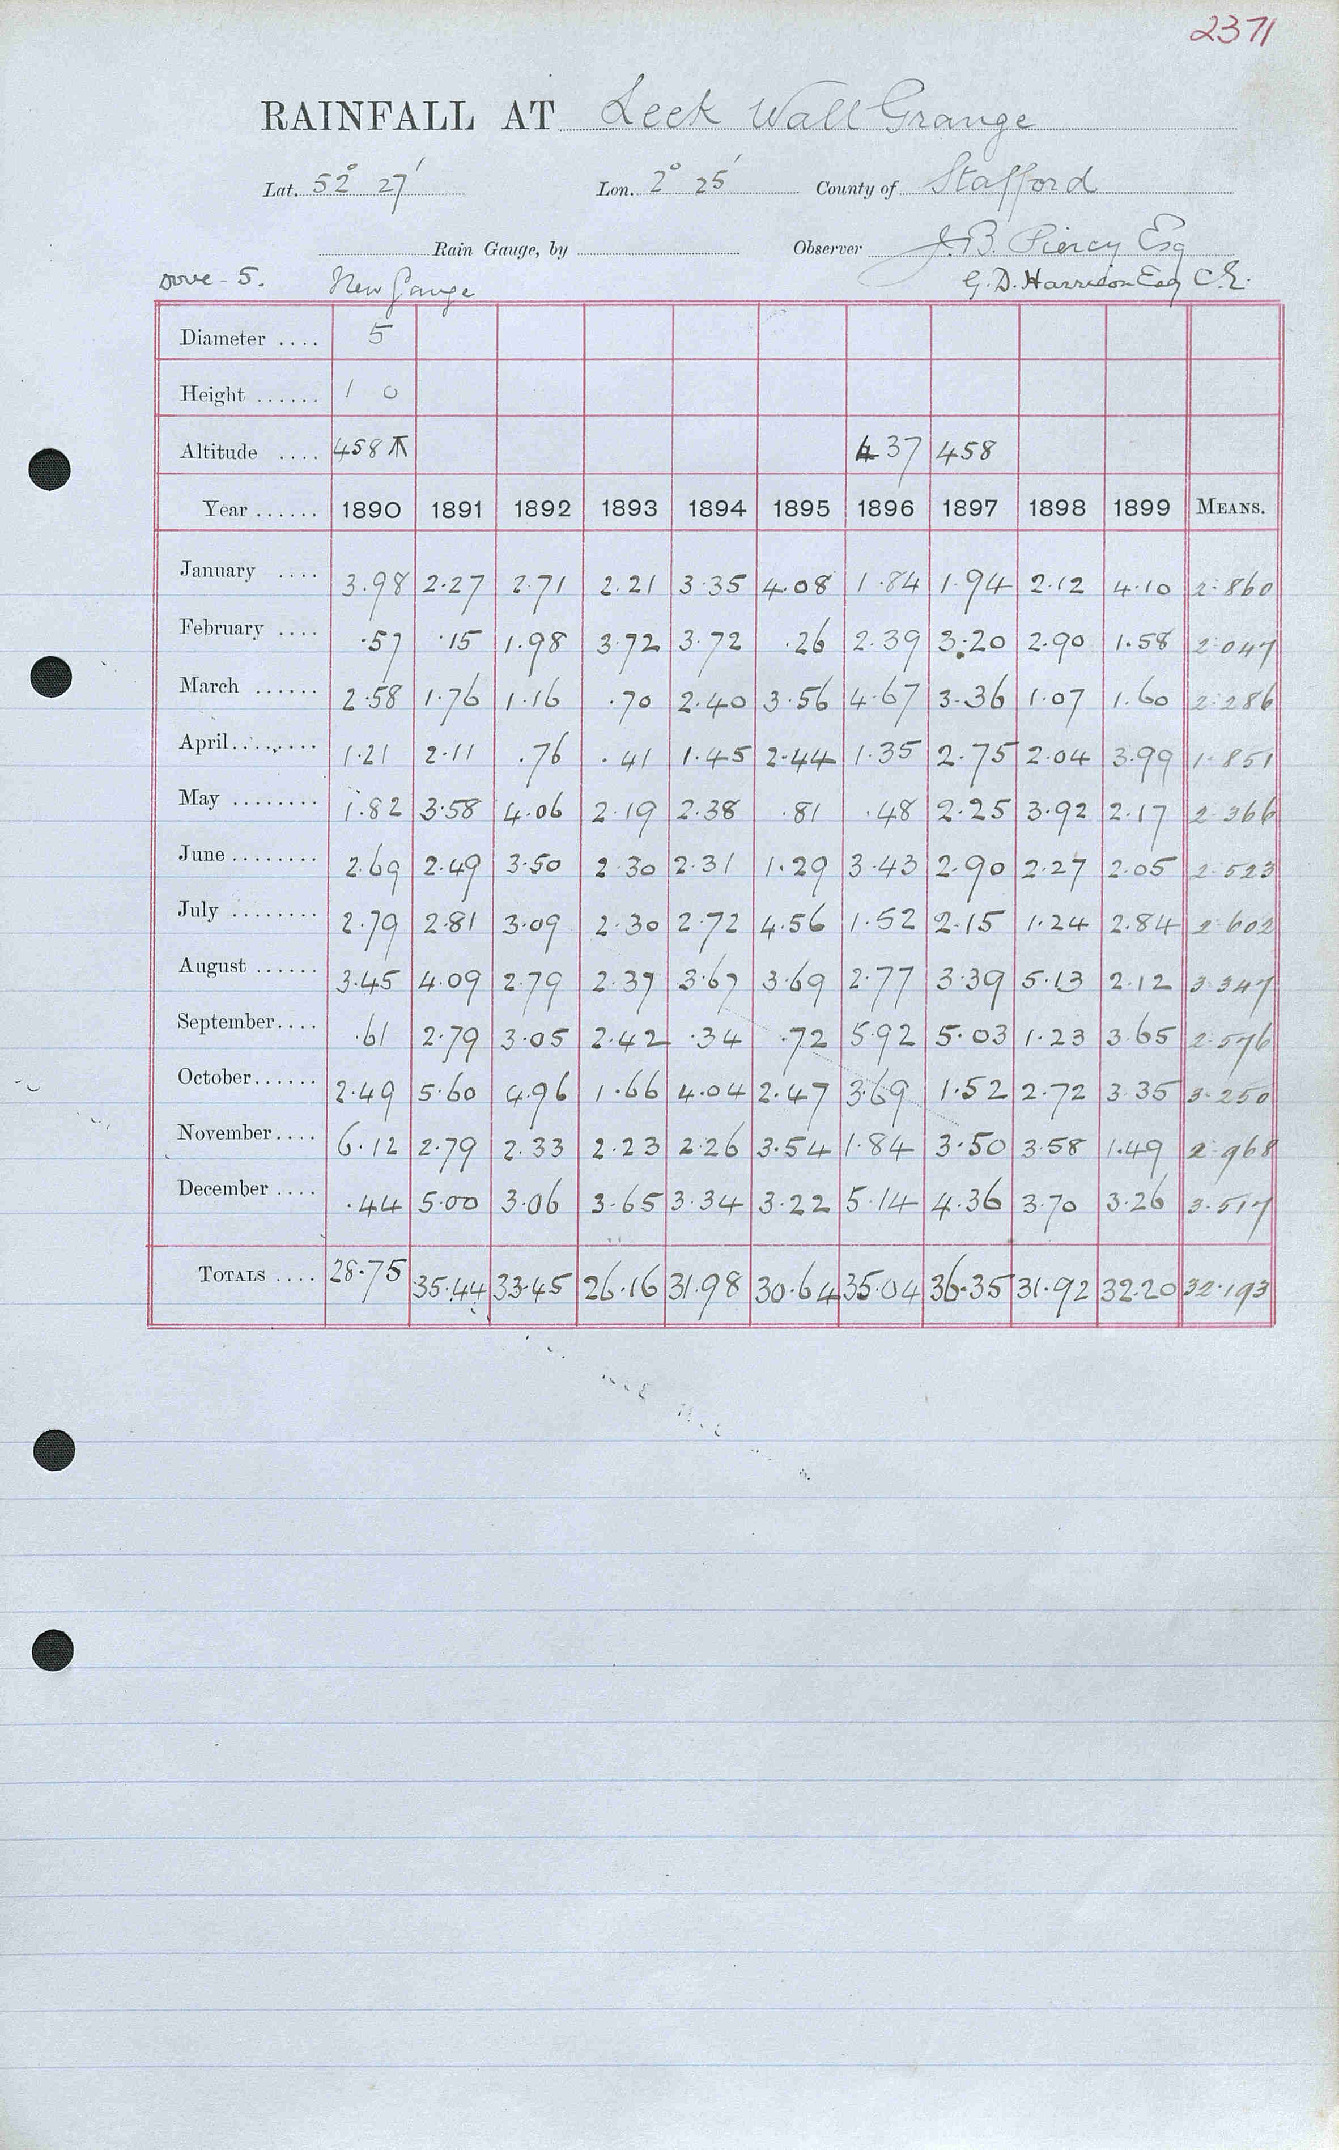 2371
RAINFALL AT Leek Wall Grange
Lat. 52° 27' Lon. 2° 25' County of Stafford
Rain Gauge, by Observer J.B. Piercy Esq
Dove - 5. New Gauge G. D. Harrison Esq C.E.
Diameter .... 5
Height ...... 1 0
Altitude .... 458 T 437 458
Year ...... 1890 1891 1892 1893 1894 1895 1896 1897 1898 1899 MEANS.
January .... 3.98 2.27 2.71 2.21 3.35 4.08 1.84 1.94 2.12 4.10 2.860
February .... .57 .15 1.98 3.72 3.72 .26 2.39 3.20 2.90 1.58 2.047
March ...... 2.58 1.76 1.16 .70 2.40 3.56 4.67 3.36 1.07 1.60 2.286
April......... 1.21 2.11 .76 .41 1.45 2.44 1.35 2.75 2.04 3.99 1.851
May ........ 1.82 3.58 4.06 2.19 2.38 .81 .48 2.25 3.92 2.17 2.366
June ........ 2.69 2.49 3.50 2.30 2.31 1.29 3.43 2.90 2.27 2.05 2.523
July ........ 2.79 2.81 3.09 2.30 2.72 4.56 1.52 2.15 1.24 2.84 2.602
August ...... 3.45 4.09 2.79 2.37 3.67 3.69 2.77 3.39 5.13 2.12 3.347
September.... .61 2.79 3.05 2.42 .34 .72 5.92 5.03 1.23 3.65 2.576
October...... 2.49 5.60 4.96 1.66 4.04 2.47 3.69 1.52 2.72 3.35 3.250
November.... 6.12 2.79 2.33 2.23 2.26 3.54 1.84 3.50 3.58 1.49 2.968
December .... .44 5.00 3.06 3.65 3.34 3.22 5.14 4.36 3.70 3.26 3.517
TOTALS .... 28.75 35.44 33.45 26.16 31.98 30.64 35.04 36.35 31.92 32.20 32.193